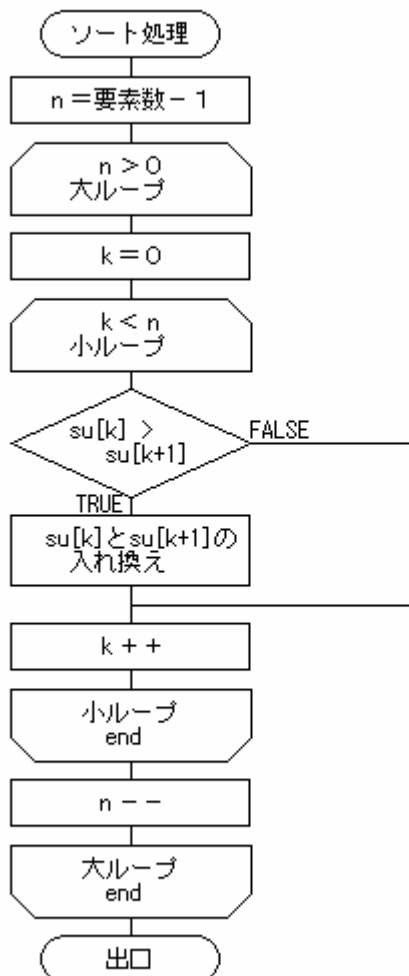 ソート処理
n＝要素数－１
n＞０
大ループ
k＝０
k＜n
小ループ
su[k] ＞
su[k+1]
FALSE
TRUE
su[k]とsu[k+1]の
入れ換え
k＋＋
小ループ
end
n－－
大ループ
end
出口